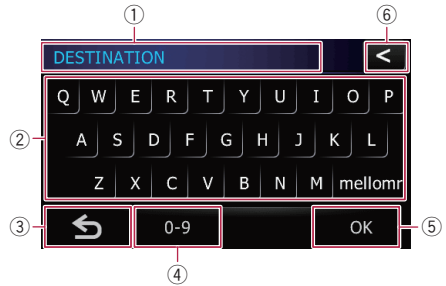 ① ⑥
DESTINATION <
② Q W E R T Y U I O P
A S D F G H J K L
Z X C V B N M mellomr
③ 0-9 OK ⑤
④